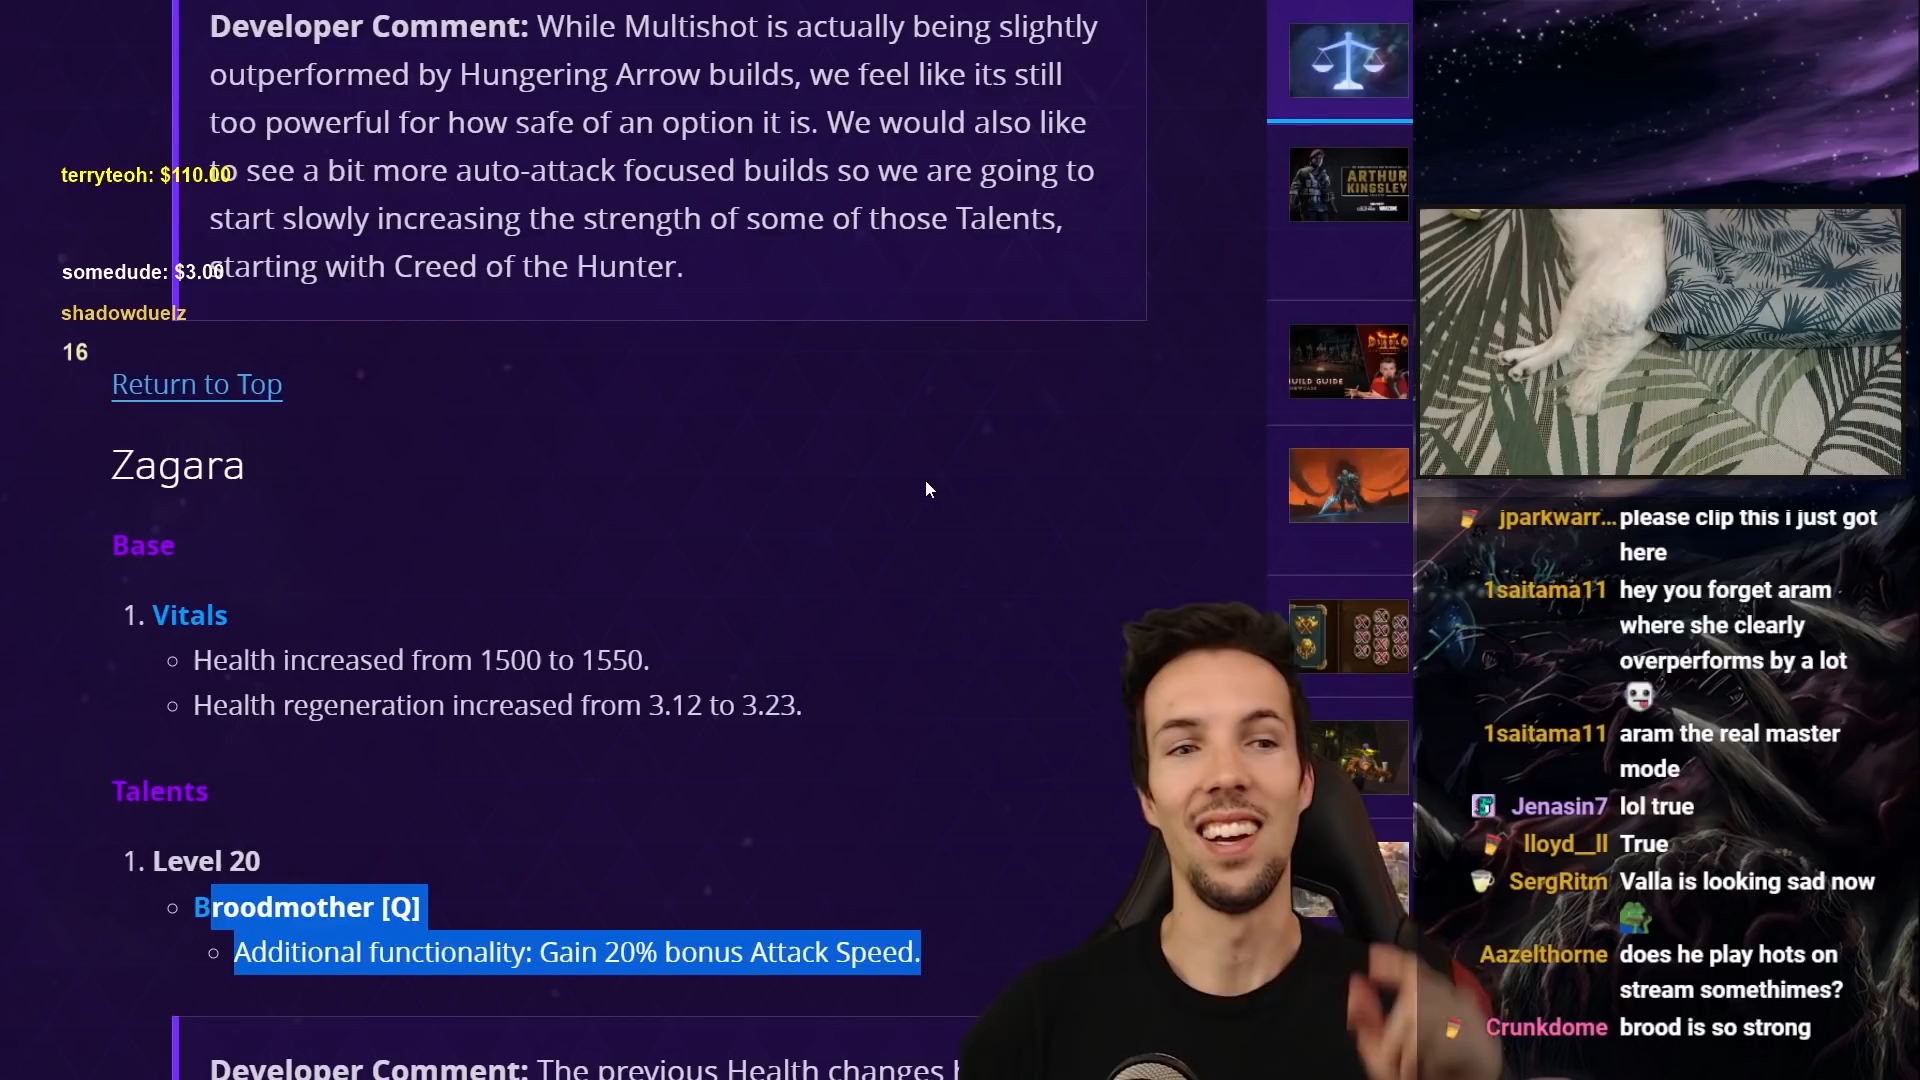 Developer Comment: While Multishot is actually being slightly
outperformed by Hungering Arrow builds, we feel like its still
too powerful for how safe of an option it is. We would also like
to see a bit more auto-attack focused builds so we are going to
start slowly increasing the strength of some of those Talents,
starting with Creed of the Hunter.
terryteoh: $110.00
somedude: $3.00
shadowduelz
16
Return to Top
Zagara
Base
1. Vitals
Health increased from 1500 to 1550.
Health regeneration increased from 3.12 to 3.23.
Talents
1. Level 20
Broodmother [Q]
Additional functionality: Gain 20% bonus Attack Speed.
Developer Comment: The previous Health changes
ARTHUR
KINGSLEY
DIABLO
BUILD GUIDE
jparkwarr... please clip this i just got
here
1saitama11 hey you forget aram
where she clearly
overperforms by a lot
1saitama11 aram the real master
mode
Jenasin7 lol true
lloyd__ll True
SergRitm Valla is looking sad now
Aazelthorne does he play hots on
stream somethimes?
Crunkdome brood is so strong